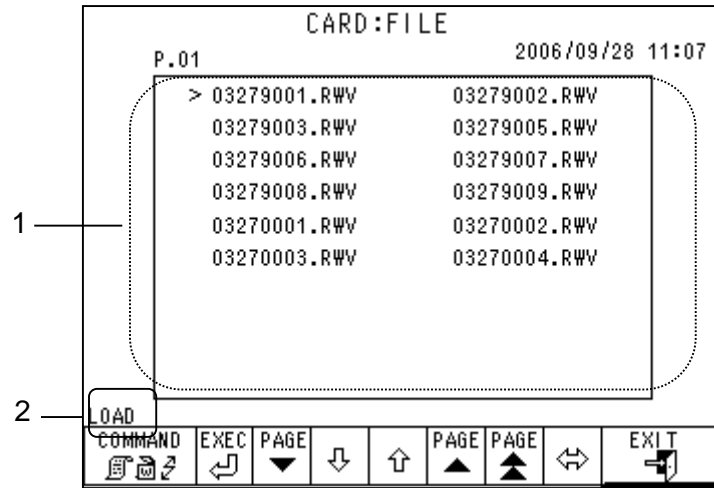 CARD:FILE
P.01 2006/09/28 11:07
> 03279001.RWV 03279002.RWV
03279003.RWV 03279005.RWV
03279006.RWV 03279007.RWV
03279008.RWV 03279009.RWV
1
03270001.RWV 03270002.RWV
03270003.RWV 03270004.RWV
2
LOAD
COMMAND EXEC PAGE PAGE PAGE EXIT